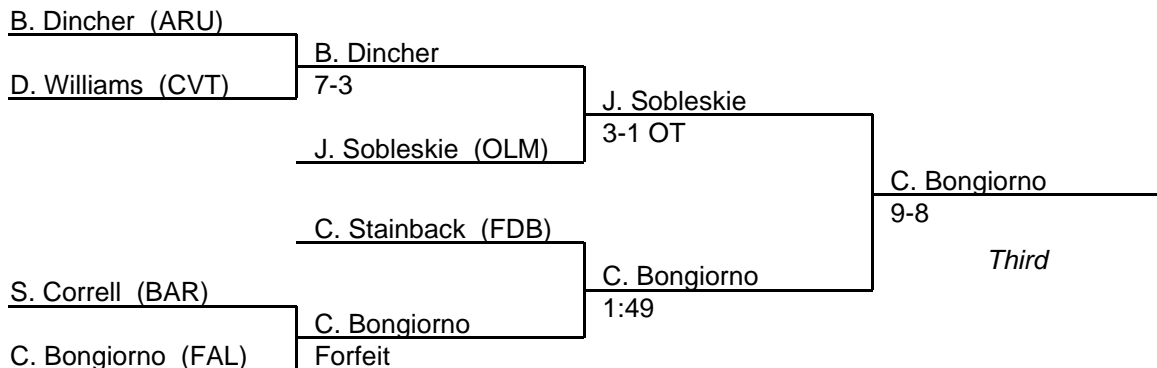 B. Dincher (ARU)
B. Dincher
D. Williams (CVT)
7-3
J. Sobleskie
3-1 OT
J. Sobleskie (OLM)
C. Bongiorno
9-8
C. Stainback (FDB)
Third
C. Bongiorno
S. Correll (BAR)
1:49
C. Bongiorno
C. Bongiorno (FAL)
Forfeit